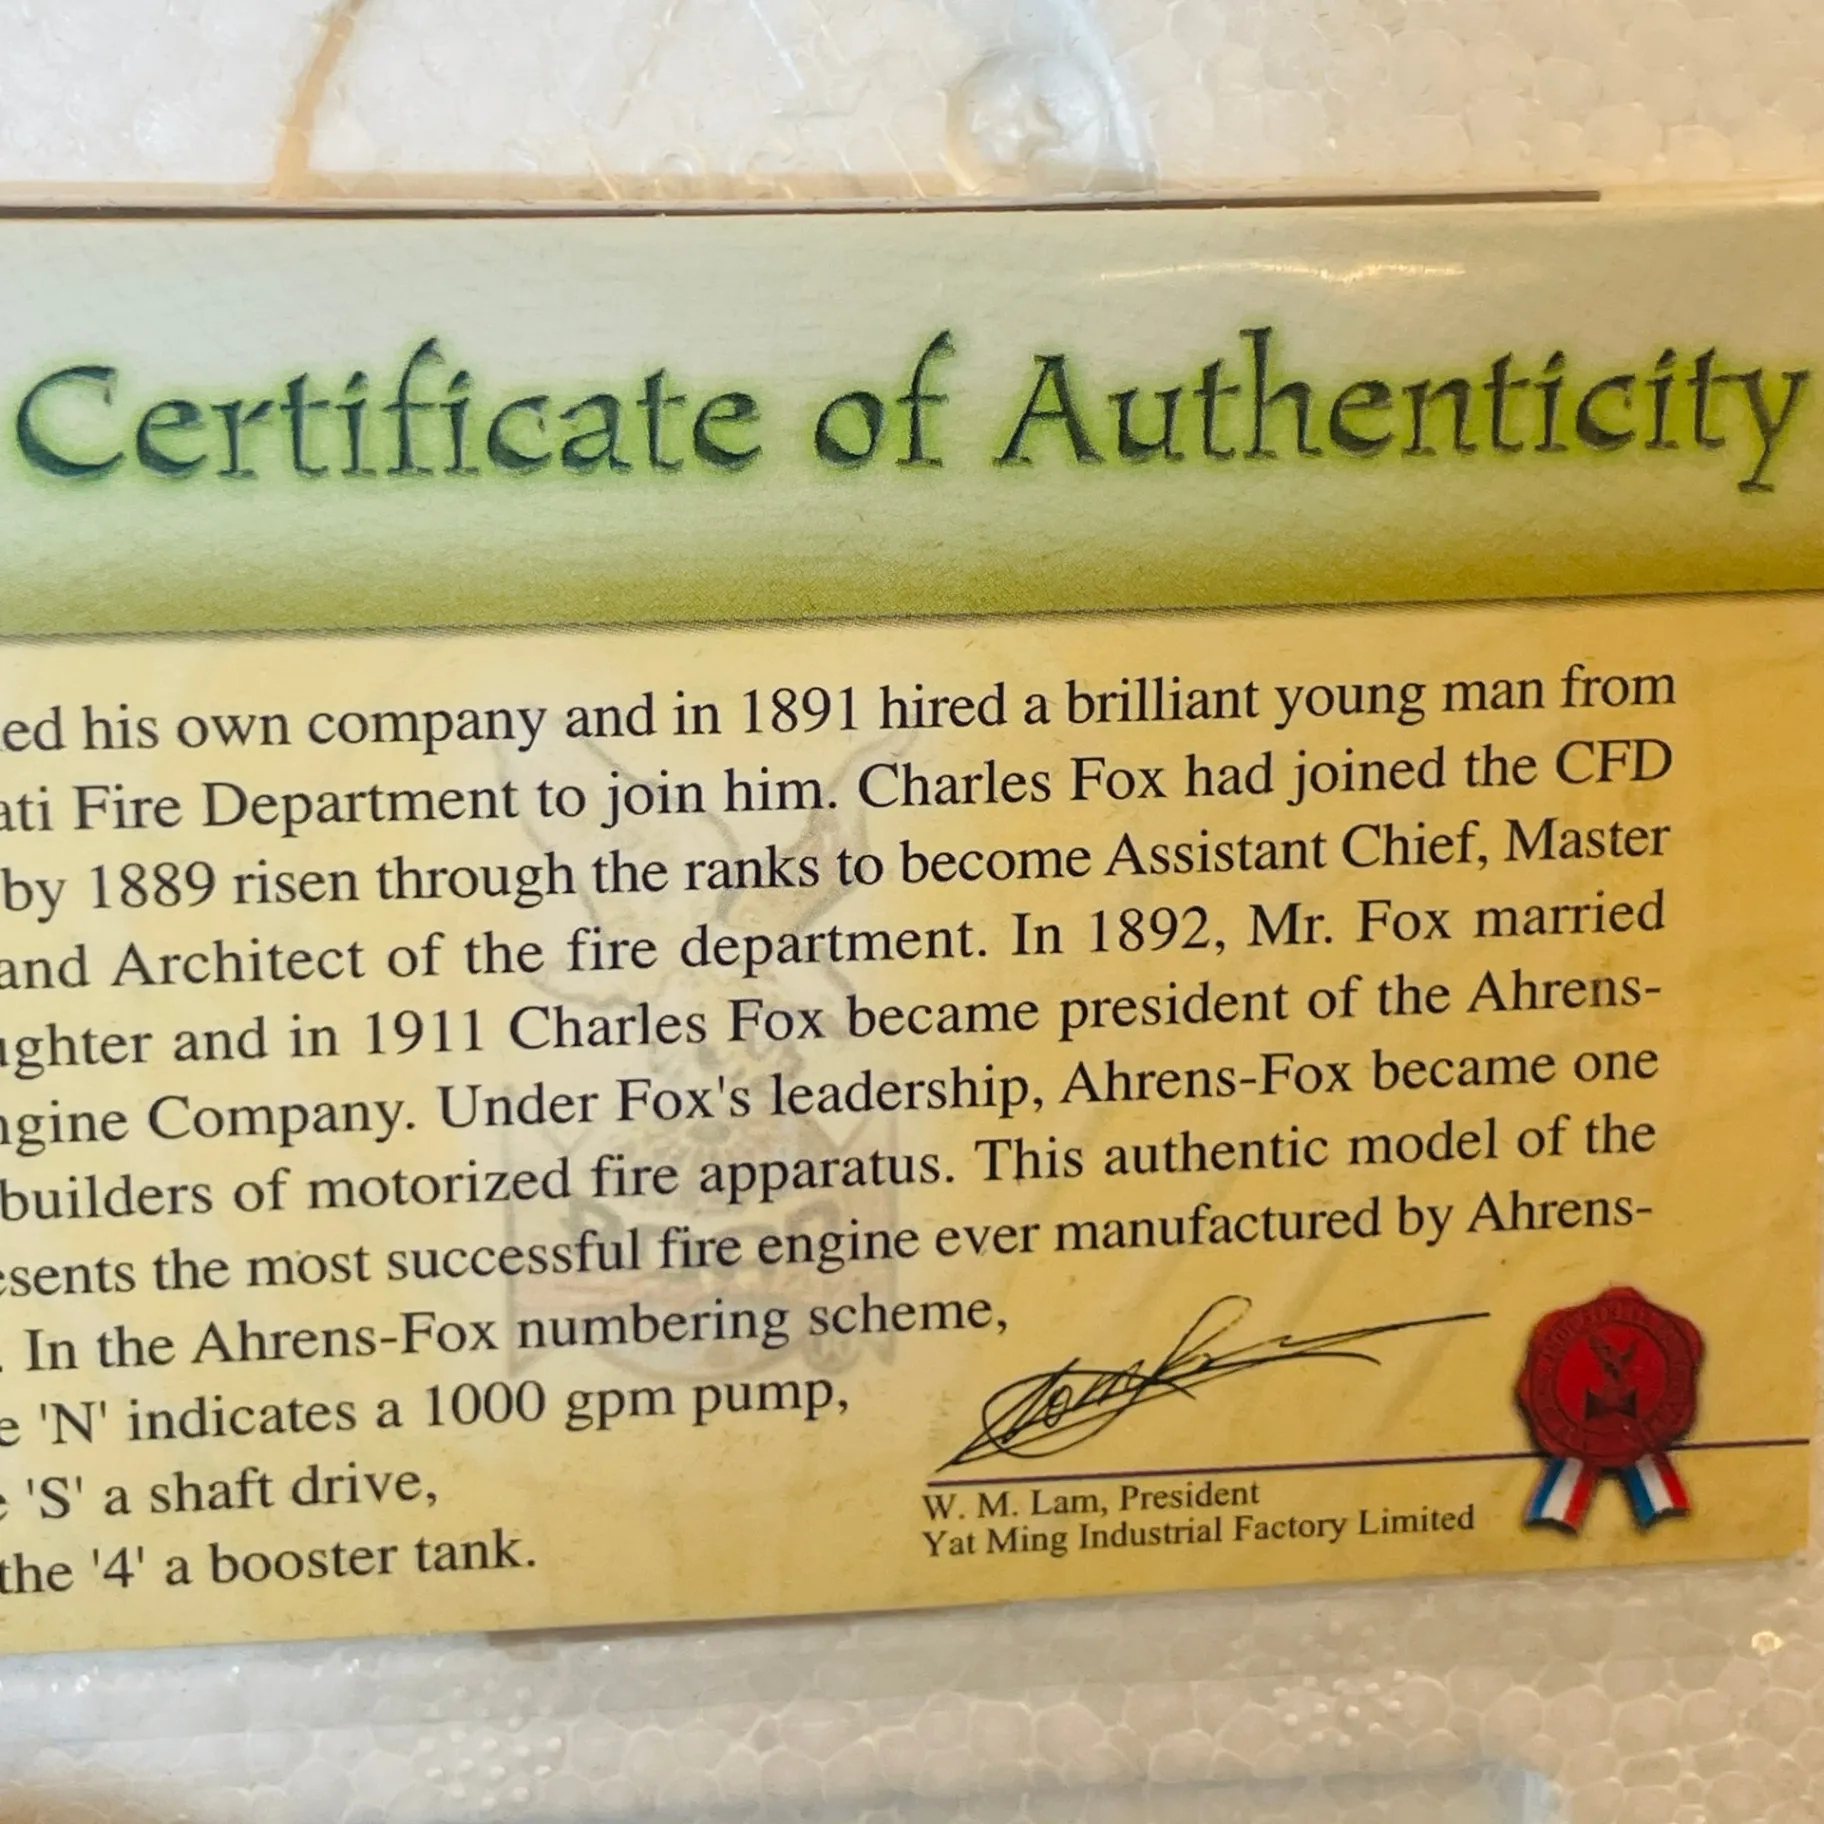 Certificate of Authenticity
ed his own company and in 1891 hired a brilliant young man from
ati Fire Department to join him. Charles Fox had joined the CFD
by 1889 risen through the ranks to become Assistant Chief, Master
and Architect of the fire department. In 1892, Mr. Fox married
ughter and in 1911 Charles Fox became president of the Ahrens-
ngine Company. Under Fox's leadership, Ahrens-Fox became one
builders of motorized fire apparatus. This authentic model of the
esents the most successful fire engine ever manufactured by Ahrens-
. In the Ahrens-Fox numbering scheme,
e 'N' indicates a 1000 gpm pump,
e 'S' a shaft drive,
the '4' a booster tank.
W. M. Lam, President
Yat Ming Industrial Factory Limited